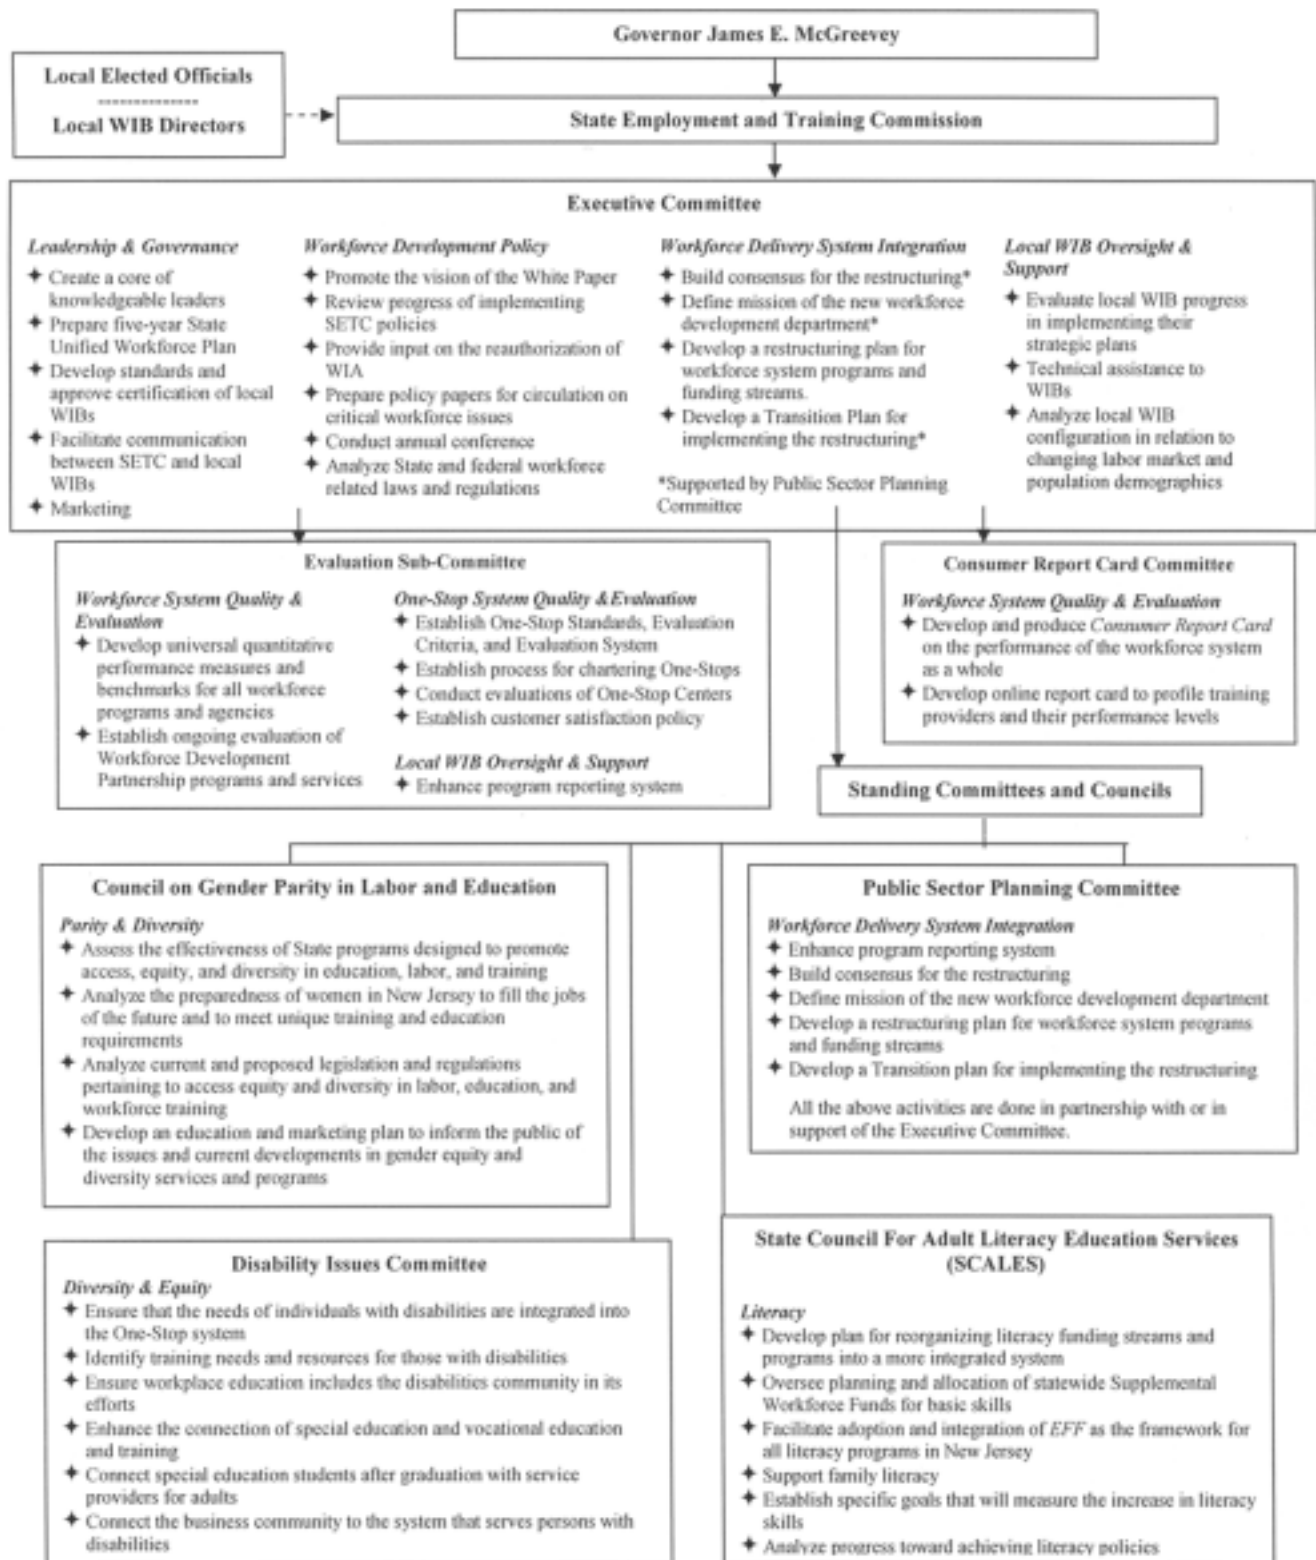 Governor James E. McGreevey
Local Elected Officials
--------------
Local WIB Directors
State Employment and Training Commission
Executive Committee
Leadership & Governance
✦ Create a core of
knowledgeable leaders
✦ Prepare five-year State
Unified Workforce Plan
✦ Develop standards and
approve certification of local
WIBs
✦ Facilitate communication
between SETC and local
WIBs
✦ Marketing
Workforce Development Policy
✦ Promote the vision of the White Paper
✦ Review progress of implementing
SETC policies
✦ Provide input on the reauthorization of
WIA
✦ Prepare policy papers for circulation on
critical workforce issues
✦ Conduct annual conference
✦ Analyze State and federal workforce
related laws and regulations
Workforce Delivery System Integration
✦ Build consensus for the restructuring*
✦ Define mission of the new workforce
development department*
✦ Develop a restructuring plan for
workforce system programs and
funding streams.
✦ Develop a Transition Plan for
implementing the restructuring*
*Supported by Public Sector Planning
Committee
Local WIB Oversight &
Support
✦ Evaluate local WIB progress
in implementing their
strategic plans
✦ Technical assistance to
WIBs
✦ Analyze local WIB
configuration in relation to
changing labor market and
population demographics
Evaluation Sub-Committee
Workforce System Quality &
Evaluation
✦ Develop universal quantitative
performance measures and
benchmarks for all workforce
programs and agencies
✦ Establish ongoing evaluation of
Workforce Development
Partnership programs and services
One-Stop System Quality &Evaluation
✦ Establish One-Stop Standards, Evaluation
Criteria, and Evaluation System
✦ Establish process for chartering One-Stops
✦ Conduct evaluations of One-Stop Centers
✦ Establish customer satisfaction policy
Local WIB Oversight & Support
✦ Enhance program reporting system
Consumer Report Card Committee
Workforce System Quality & Evaluation
✦ Develop and produce Consumer Report Card
on the performance of the workforce system
as a whole
✦ Develop online report card to profile training
providers and their performance levels
Standing Committees and Councils
Council on Gender Parity in Labor and Education
Parity & Diversity
✦ Assess the effectiveness of State programs designed to promote
access, equity, and diversity in education, labor, and training
✦ Analyze the preparedness of women in New Jersey to fill the jobs
of the future and to meet unique training and education
requirements
✦ Analyze current and proposed legislation and regulations
pertaining to access equity and diversity in labor, education, and
workforce training
✦ Develop an education and marketing plan to inform the public of
the issues and current developments in gender equity and
diversity services and programs
Public Sector Planning Committee
Workforce Delivery System Integration
✦ Enhance program reporting system
✦ Build consensus for the restructuring
✦ Define mission of the new workforce development department
✦ Develop a restructuring plan for workforce system programs
and funding streams
✦ Develop a Transition plan for implementing the restructuring
All the above activities are done in partnership with or in
support of the Executive Committee.
Disability Issues Committee
Diversity & Equity
✦ Ensure that the needs of individuals with disabilities are integrated into
the One-Stop system
✦ Identify training needs and resources for those with disabilities
✦ Ensure workplace education includes the disabilities community in its
efforts
✦ Enhance the connection of special education and vocational education
and training
✦ Connect special education students after graduation with service
providers for adults
✦ Connect the business community to the system that serves persons with
disabilities
State Council For Adult Literacy Education Services
(SCALES)
Literacy
✦ Develop plan for reorganizing literacy funding streams and
programs into a more integrated system
✦ Oversee planning and allocation of statewide Supplemental
Workforce Funds for basic skills
✦ Facilitate adoption and integration of EFF as the framework for
all literacy programs in New Jersey
✦ Support family literacy
✦ Establish specific goals that will measure the increase in literacy
skills
✦ Analyze progress toward achieving literacy policies